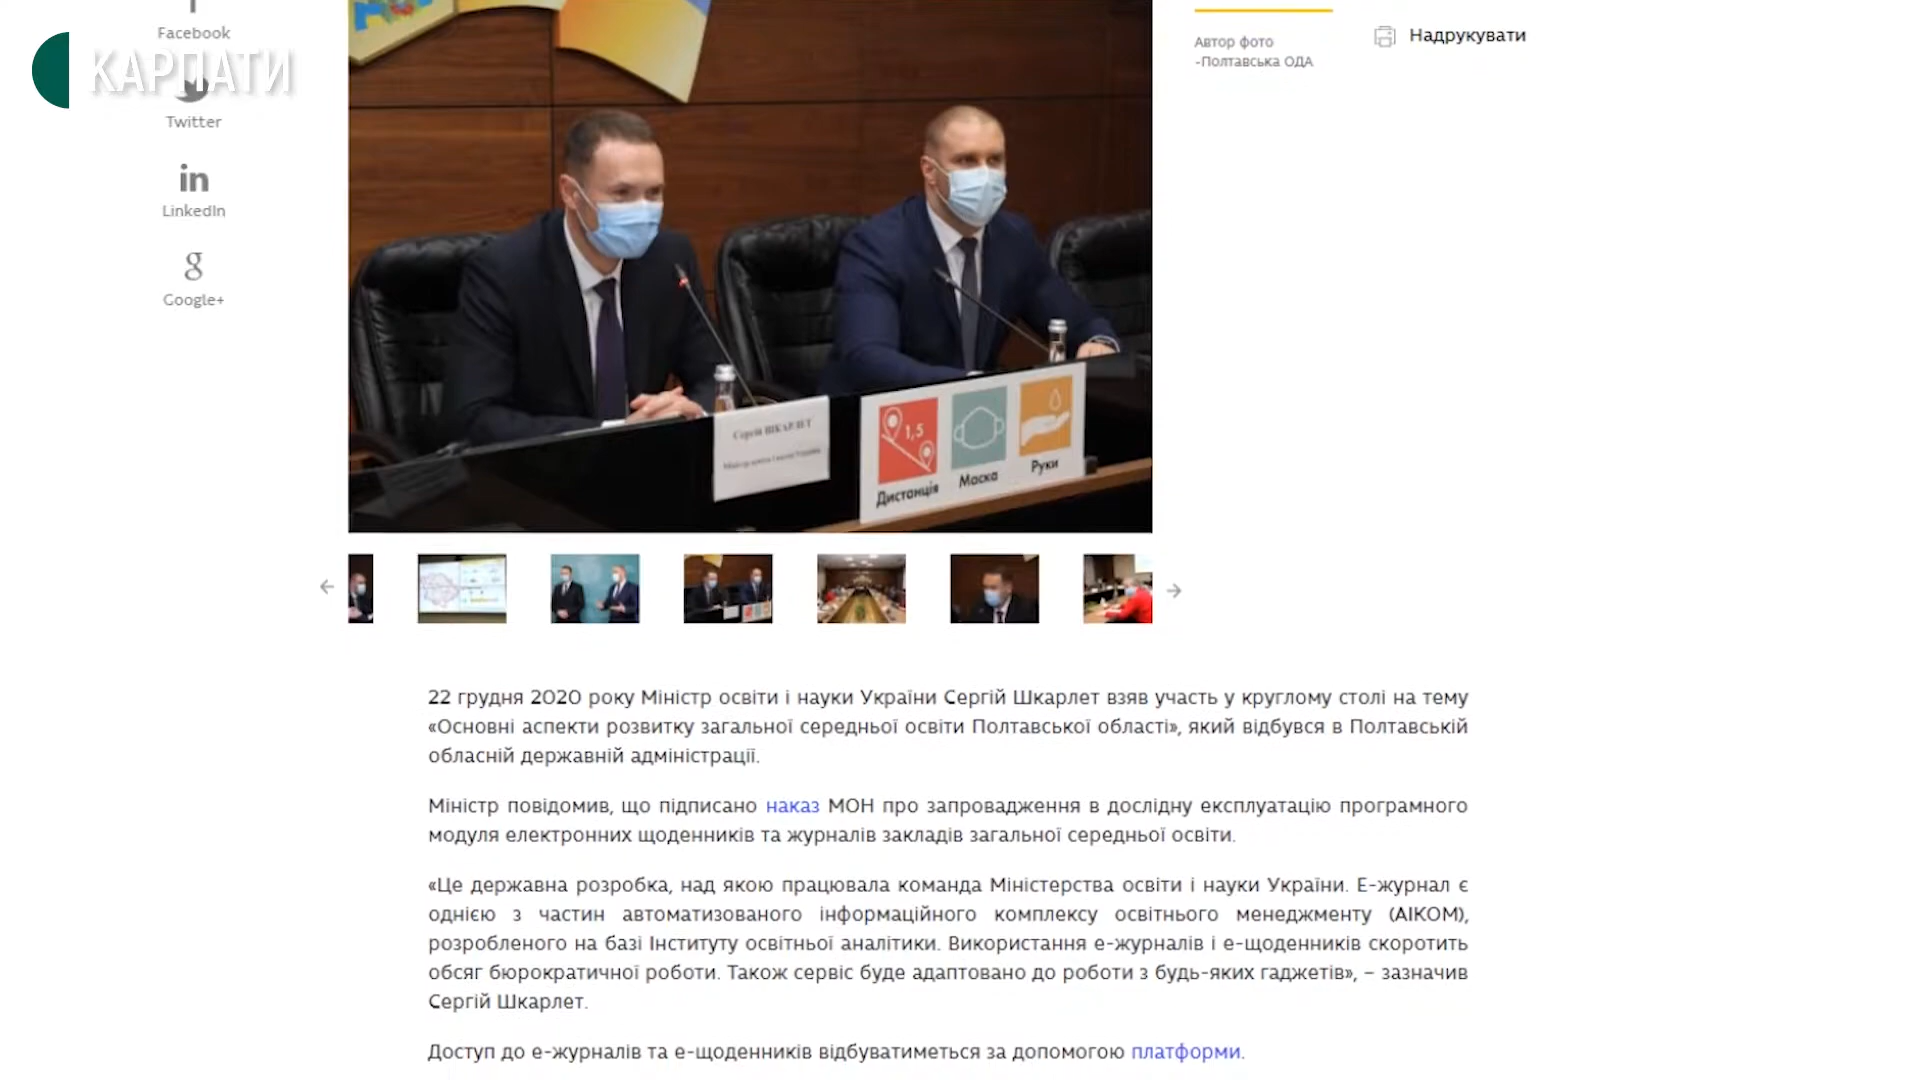 Facebook
КАРПАТИ
Twitter
in
LinkedIn
g
Google+
Автор фото
-Полтавська ОДА
Надрукувати
Сергій ШКАРЛЕТ
Міністр освіти і науки України
1,5
Дистанція
Маска
Руки
22 грудня 2020 року Міністр освіти і науки України Сергій Шкарлет взяв участь у круглому столі на тему
«Основні аспекти розвитку загальної середньої освіти Полтавської області», який відбувся в Полтавській
обласній державній адміністрації.
Міністр повідомив, що підписано наказ МОН про запровадження в дослідну експлуатацію програмного
модуля електронних щоденників та журналів закладів загальної середньої освіти.
«Це державна розробка, над якою працювала команда Міністерства освіти і науки України. Е-журнал є
однією з частин автоматизованого інформаційного комплексу освітнього менеджменту (АІКОМ),
розробленого на базі Інституту освітньої аналітики. Використання е-журналів і е-щоденників скоротить
обсяг бюрократичної роботи. Також сервіс буде адаптовано до роботи з будь-яких гаджетів», – зазначив
Сергій Шкарлет.
Доступ до е-журналів та е-щоденників відбуватиметься за допомогою платформи.